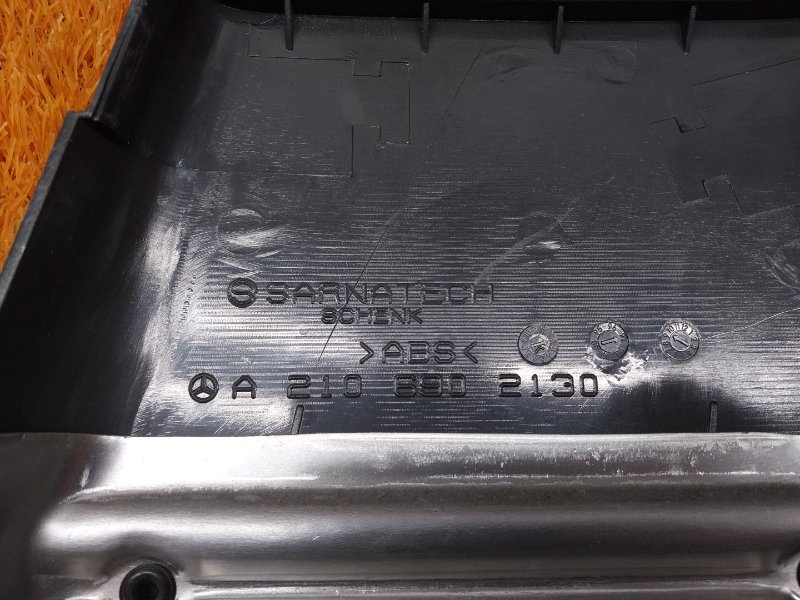 SARNATECH
SCHENK
>ABS<
A 210 690 2130